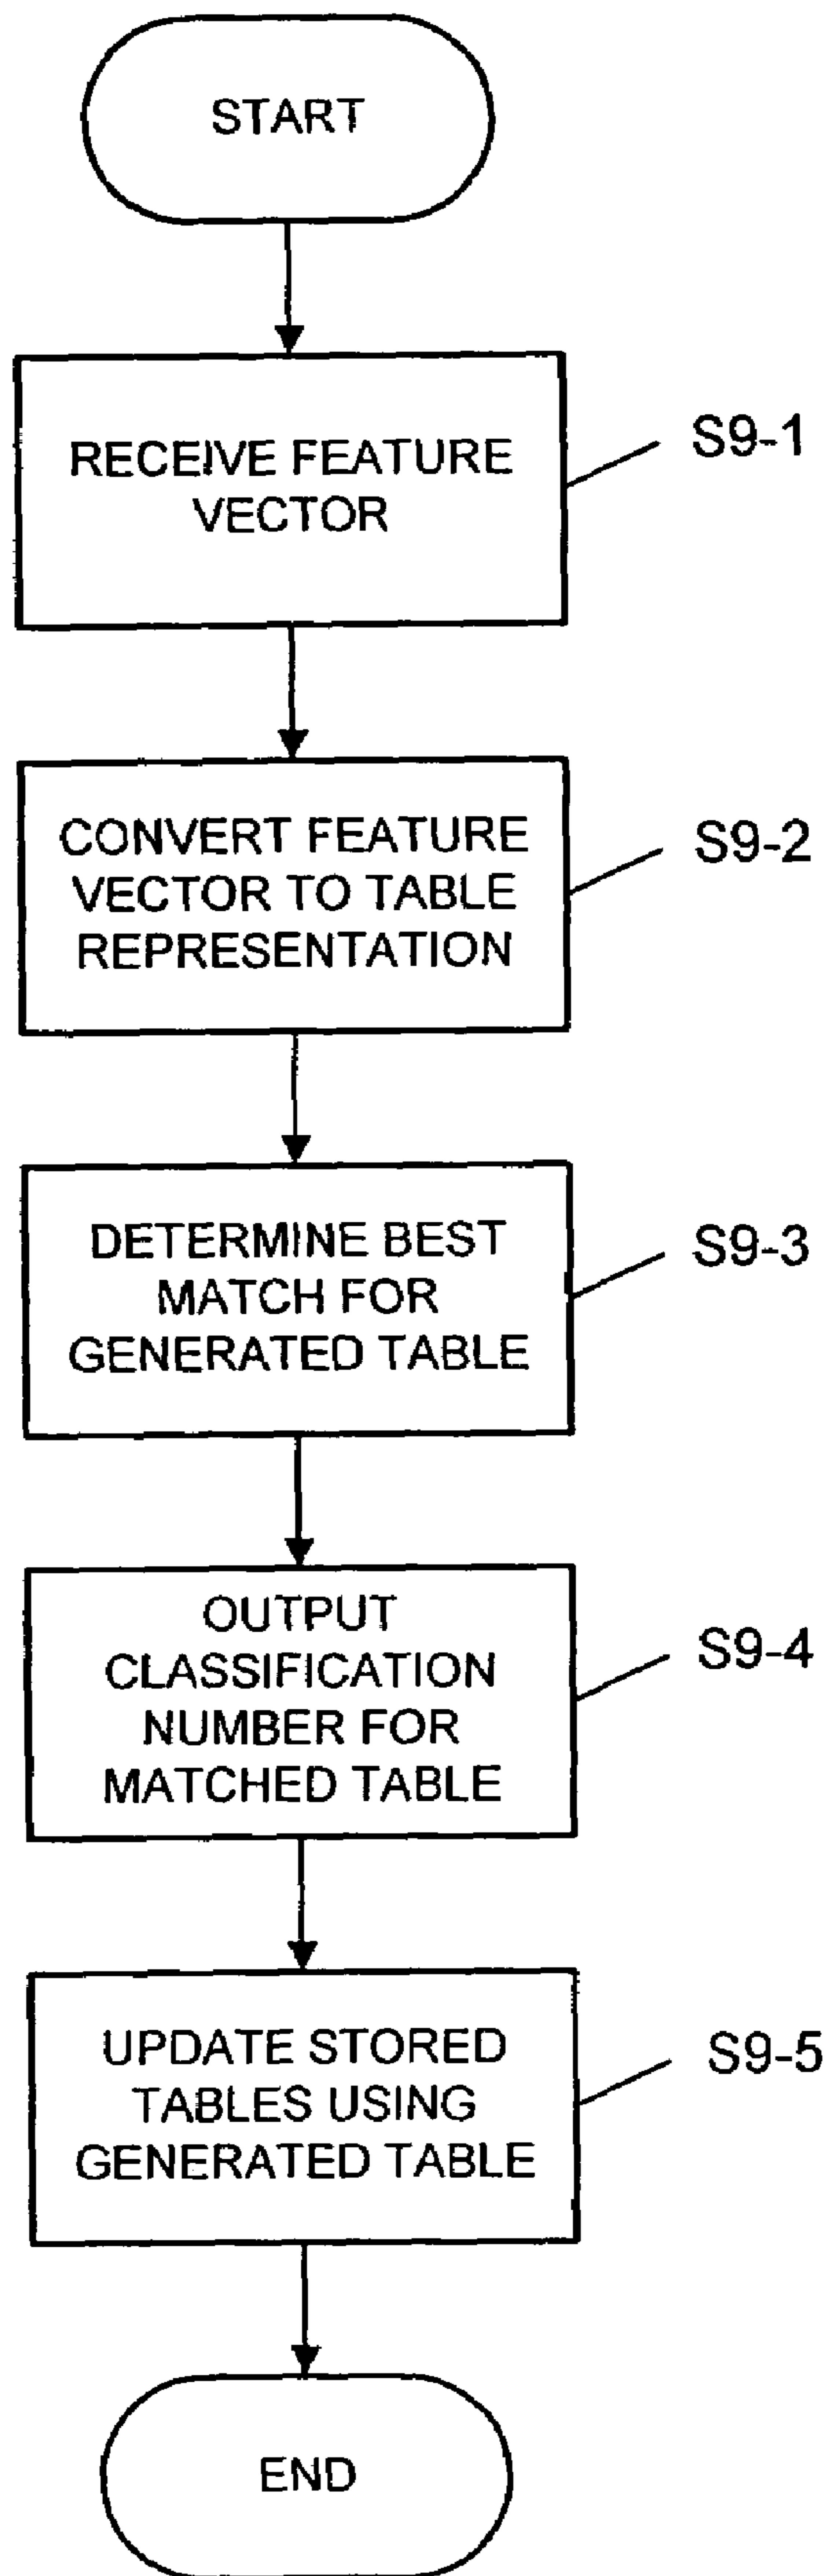 START
RECEIVE FEATURE
VECTOR
S9-1
CONVERT FEATURE
VECTOR TO TABLE
REPRESENTATION
S9-2
DETERMINE BEST
MATCH FOR
GENERATED TABLE
S9-3
OUTPUT
CLASSIFICATION
NUMBER FOR
MATCHED TABLE
S9-4
UPDATE STORED
TABLES USING
GENERATED TABLE
S9-5
END